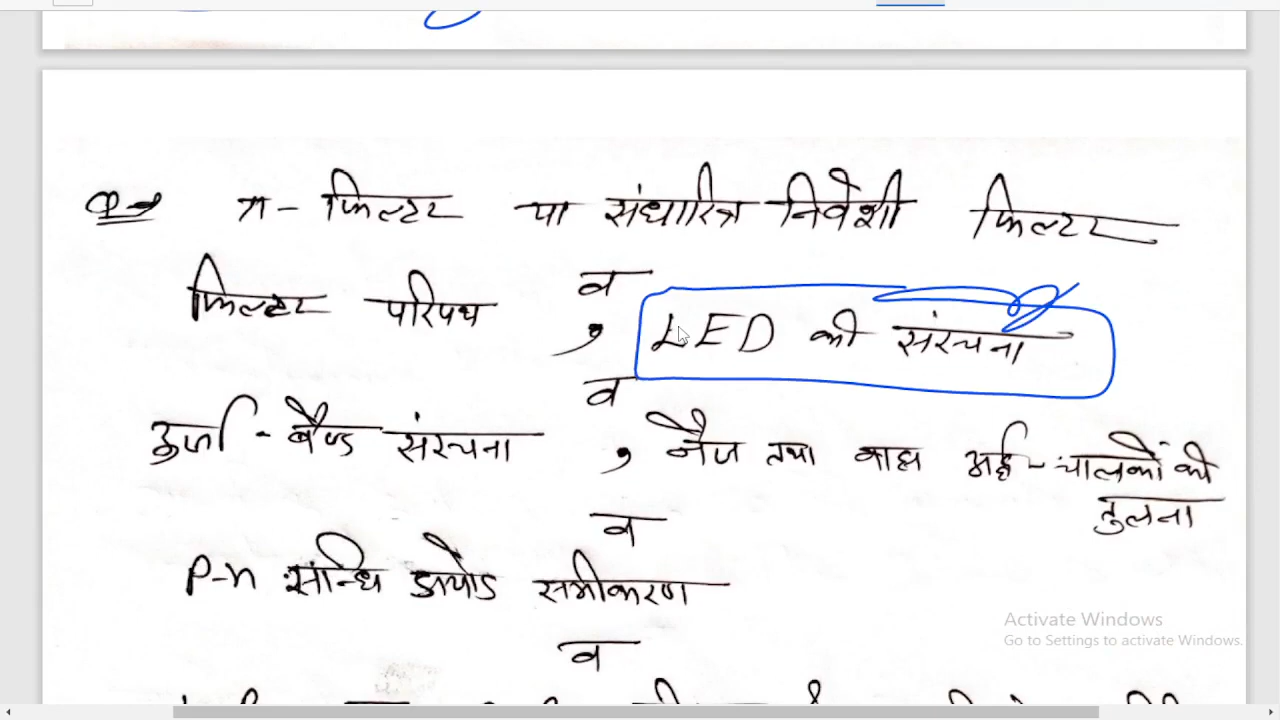 Q→ π- फिल्टर या संधारित्र निवेशी फिल्टर
फिल्टर परिपथ व , LED की संरचना
व
ऊर्जा - बैण्ड संरचना , नैज तथा बाह्य अर्द्ध-चालकों की तुलना
व
P-n सन्धि डायोड समीकरण
व
Activate Windows
Go to Settings to activate Windows.